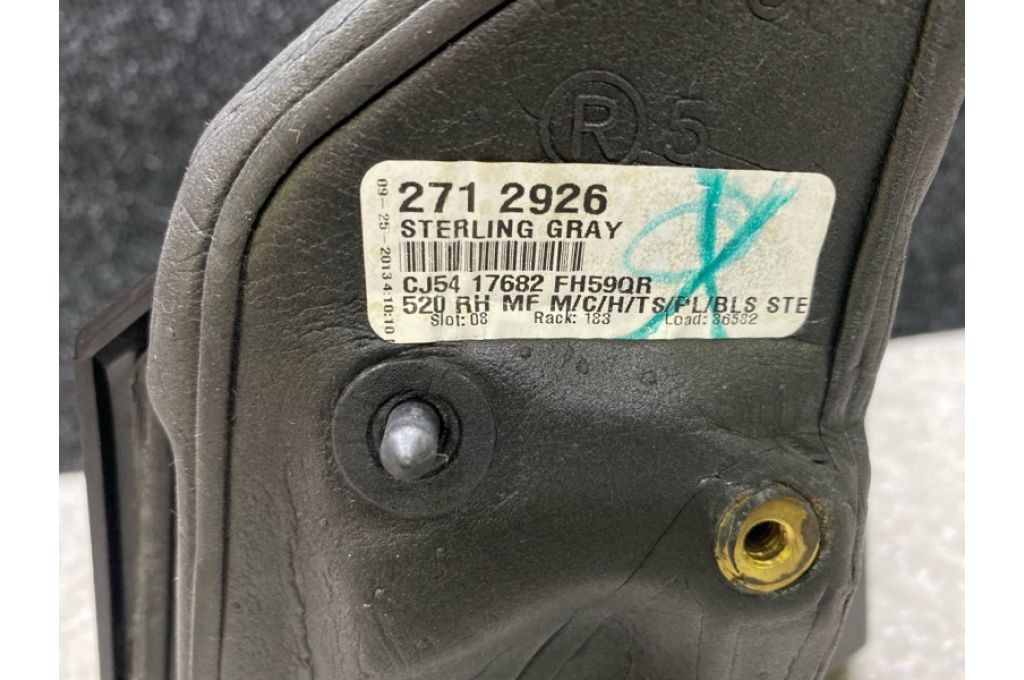 R 5
271 2926
STERLING GRAY
CJ54 17682 FH59QR
520 RH MF M/C/H/TS/PL/BLS STE
Slot: 08 Rack: 183 Load: 36582
09-25-2013 4:10:10